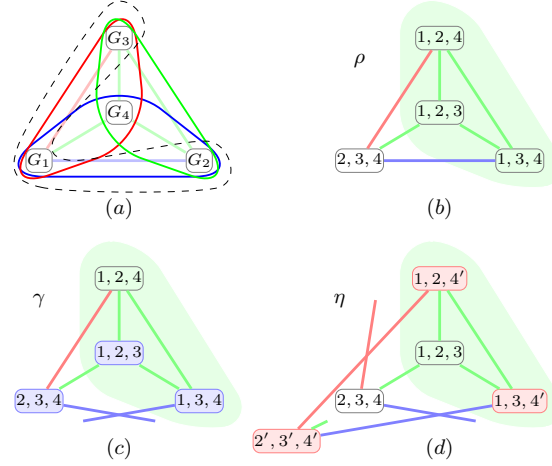 G₃
G₄
G₁
G₂
(a)
ρ
1, 2, 4
1, 2, 3
2, 3, 4
1, 3, 4
(b)
γ
1, 2, 4
1, 2, 3
2, 3, 4
1, 3, 4
(c)
η
1, 2, 4′
1, 2, 3
2, 3, 4
1, 3, 4′
2′, 3′, 4′
(d)